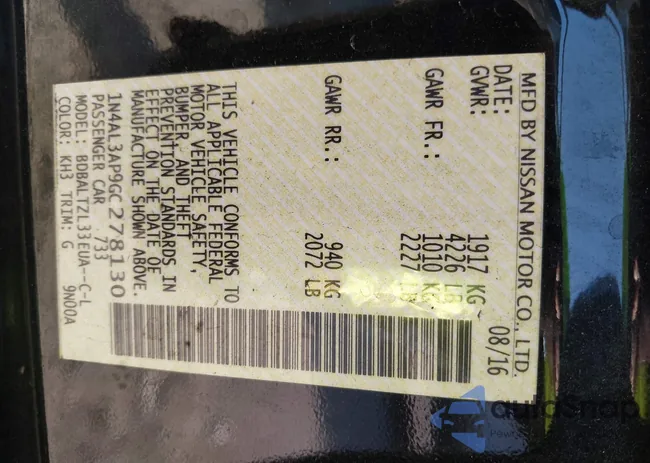 MFD BY NISSAN MOTOR CO., LTD.
DATE: 08/16
GVWR: 1917 KG
4226 LB
GAWR FR.: 1010 KG
2227 LB
GAWR RR.: 940 KG
2072 LB
THIS VEHICLE CONFORMS TO
ALL APPLICABLE FEDERAL
MOTOR VEHICLE SAFETY,
BUMPER, AND THEFT
PREVENTION STANDARDS IN
EFFECT ON THE DATE OF
MANUFACTURE SHOWN ABOVE.
1N4AL3AP9GC278130
PASSENGER CAR 733
MODEL: BDBALTZL33EUA--C-L
COLOR: KH3 TRIM: G 9N00A
autoSnap